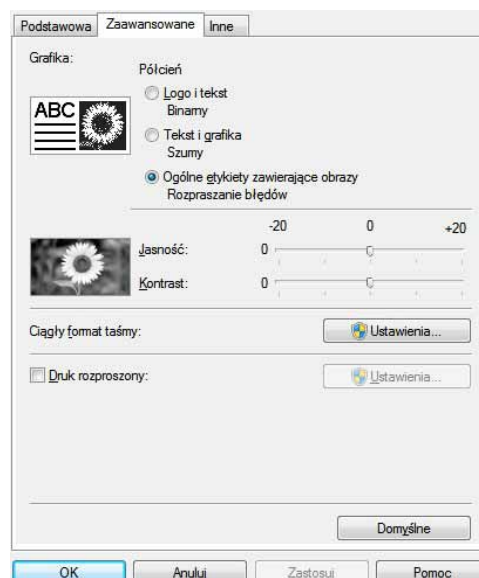 Podstawowa Zaawansowane Inne
Grafika:
Półcień
Logo i tekst
Binarny
ABC
Tekst i grafika
Szumy
Ogólne etykiety zawierające obrazy
Rozpraszanie błędów
-20 0 +20
Jasność: 0
Kontrast: 0
Ciągły format taśmy: Ustawienia...
Druk rozproszony: Ustawienia...
Domyślne
OK Anuluj Zastosuj Pomoc